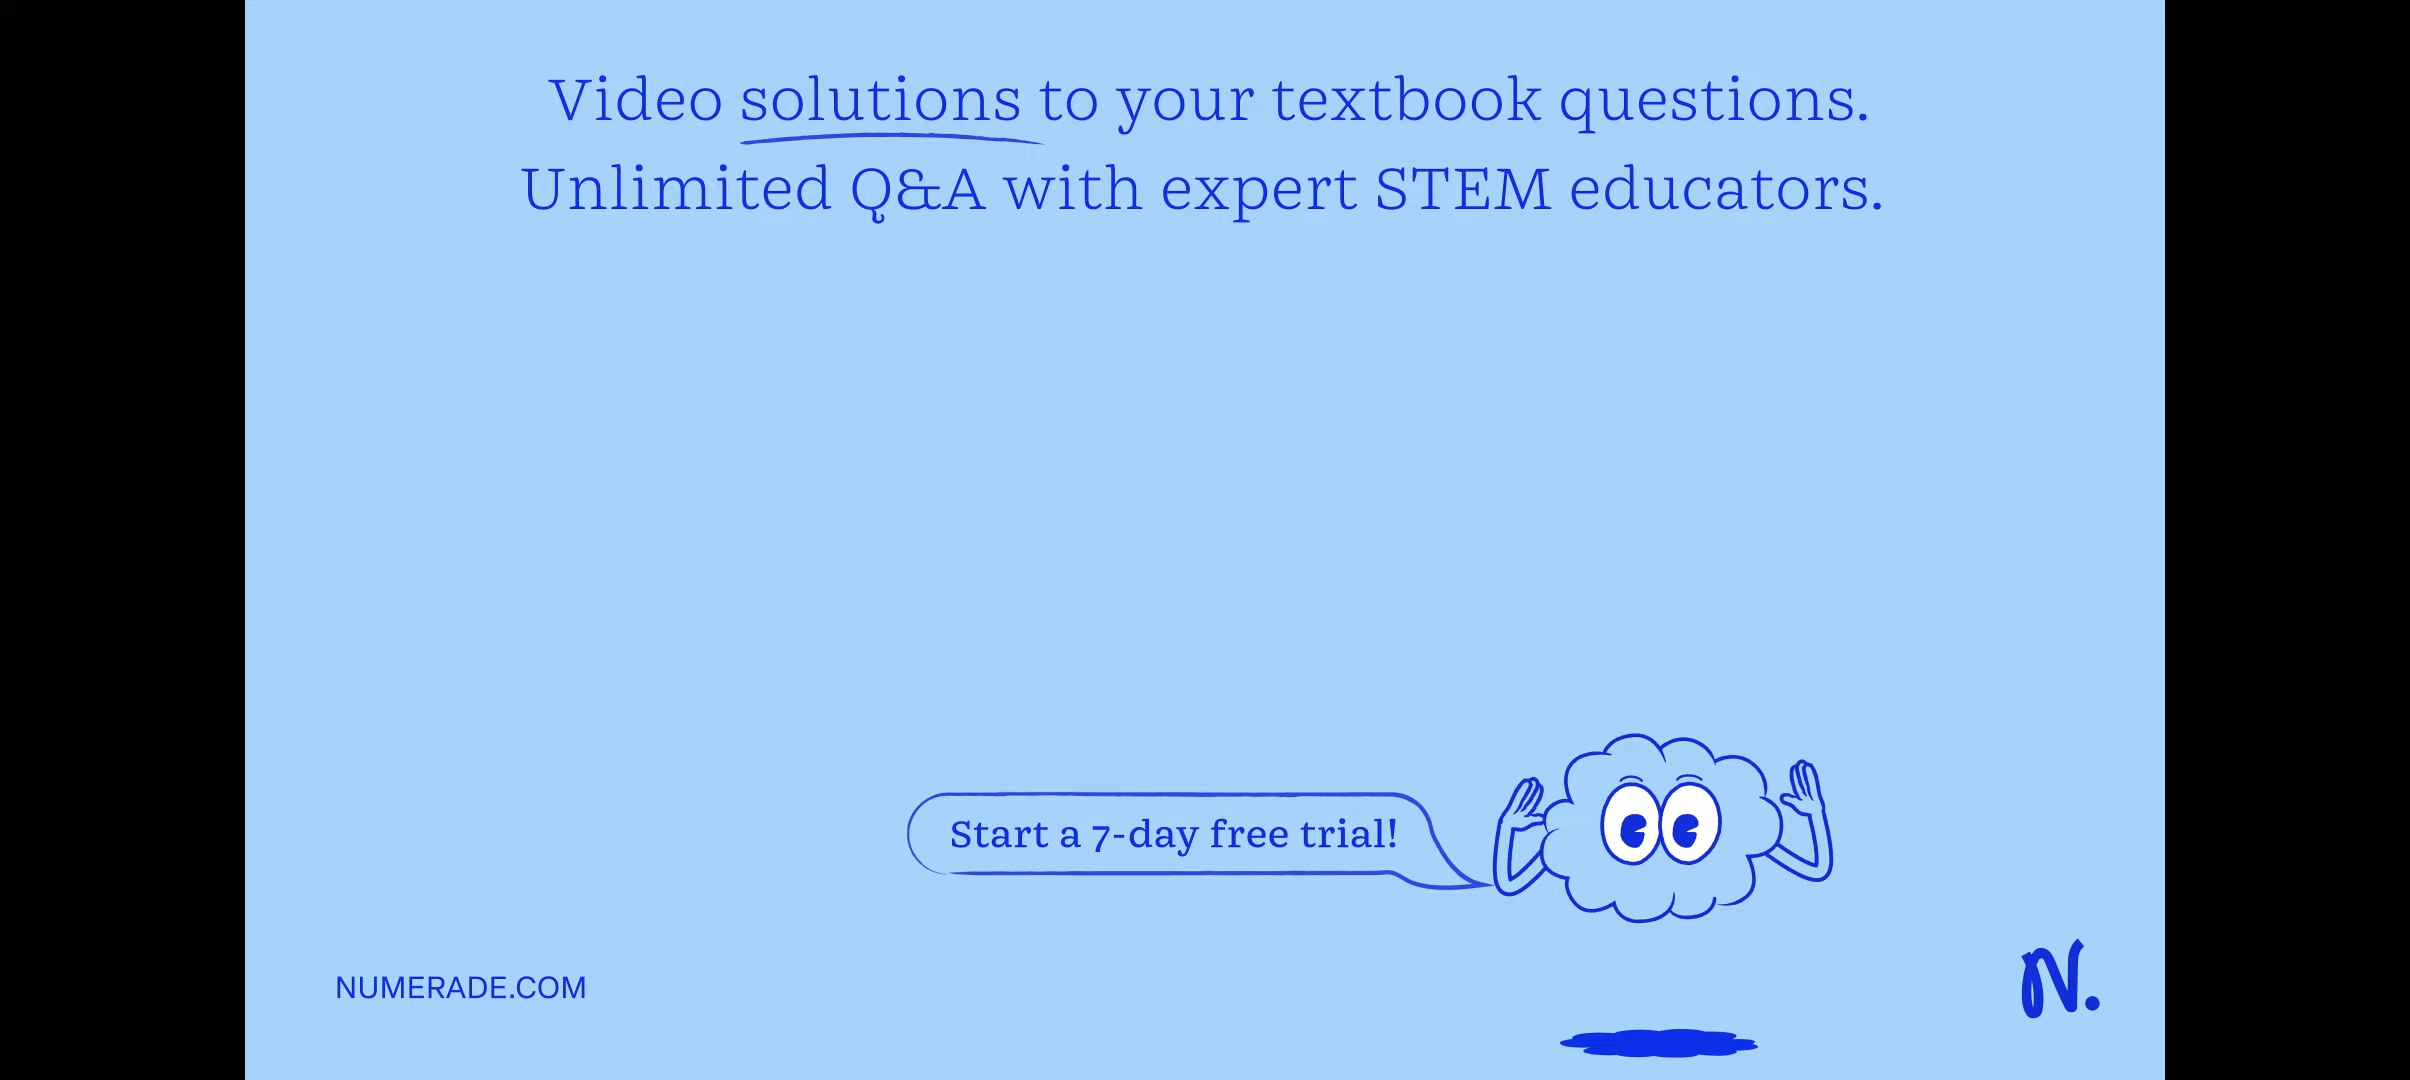 Video solutions to your textbook questions.
Unlimited Q&A with expert STEM educators.
Start a 7-day free trial!
NUMERADE.COM
N.